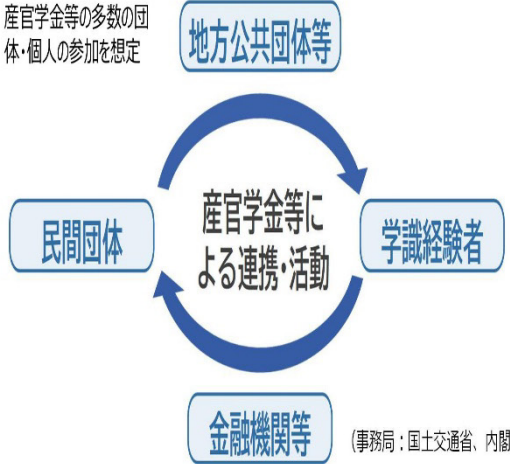 産官学金等の多数の団
体・個人の参加を想定
地方公共団体等
民間団体
産官学金等に
よる連携・活動
学識経験者
金融機関等
(事務局：国土交通省、内閣